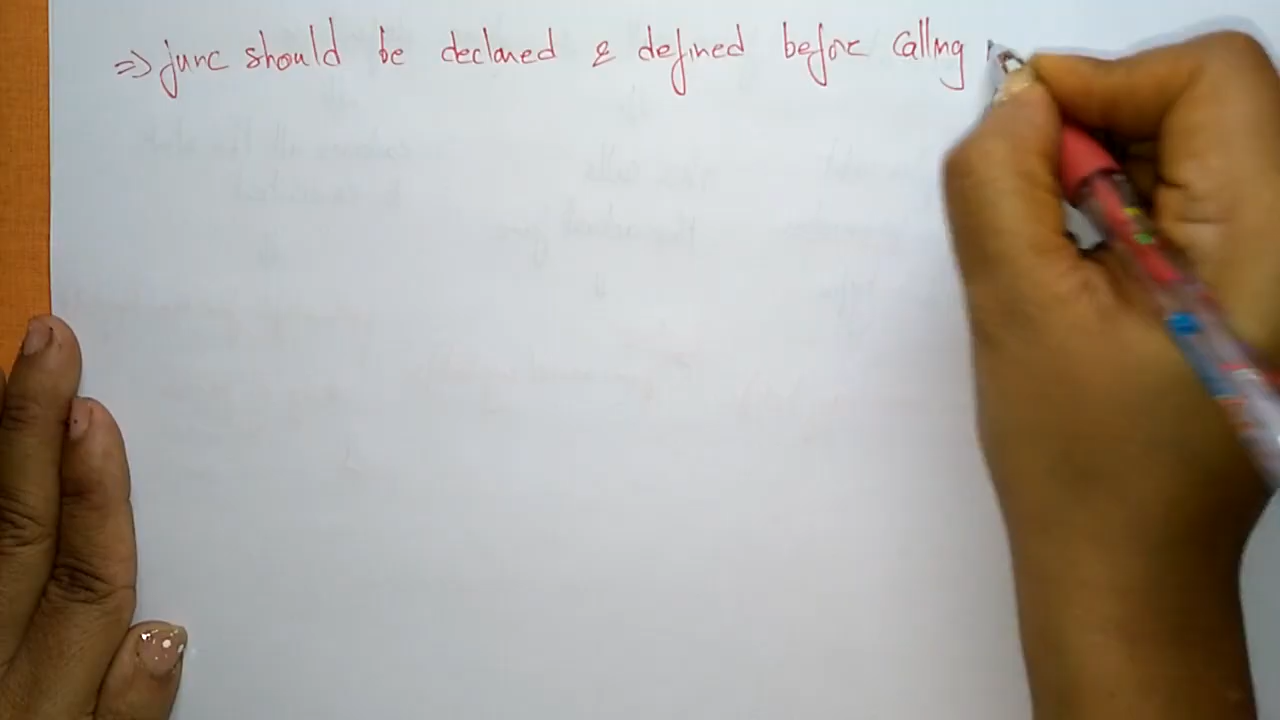 ⇒ func should be declared & defined before calling